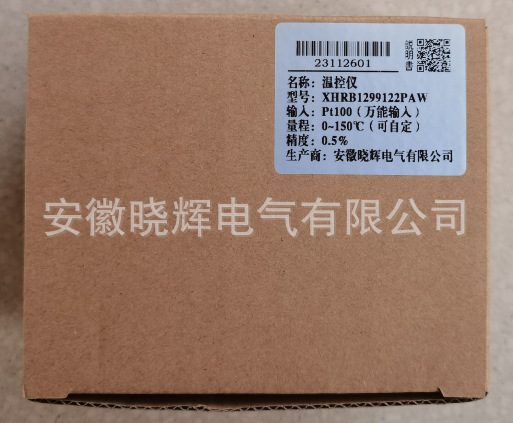 23112601
説明書
名称：温控仪
型号：XHRB1299122PAW
输入：Pt100（万能输入）
量程：0~150℃（可自定）
精度：0.5%
生产商：安徽晓辉电气有限公司
安徽晓辉电气有限公司